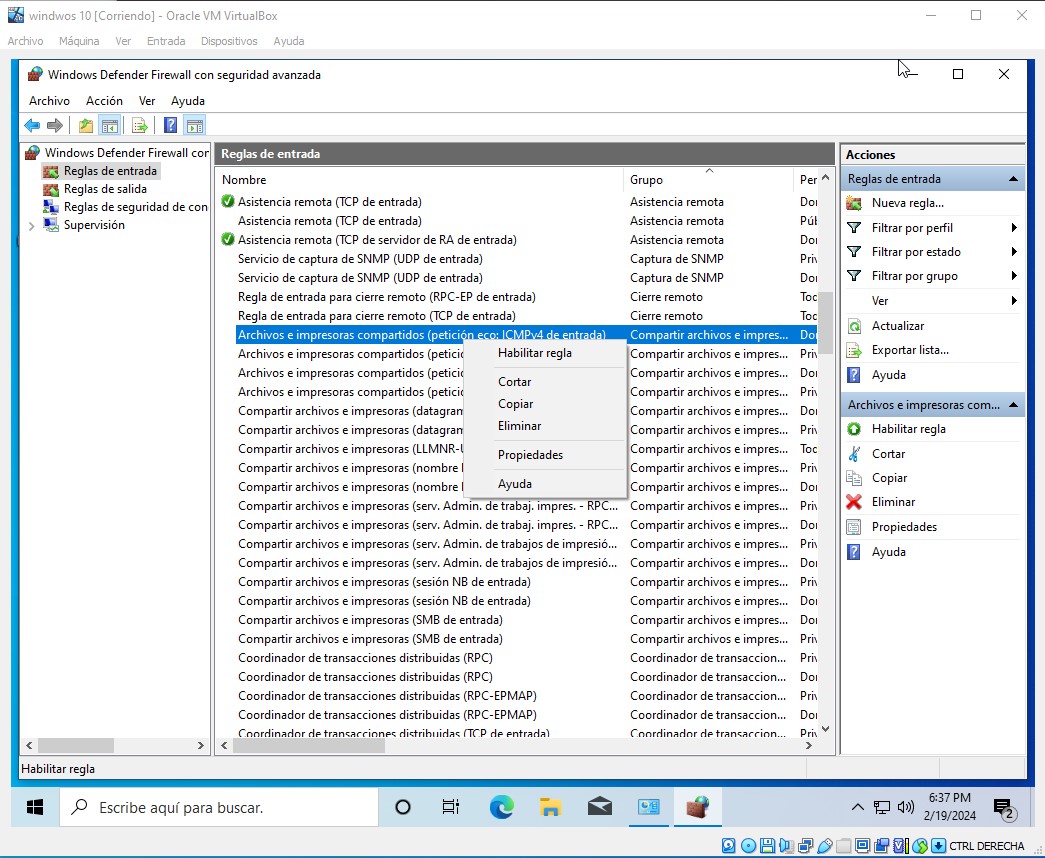 windwos 10 [Corriendo] - Oracle VM VirtualBox
Archivo Máquina Ver Entrada Dispositivos Ayuda
Windows Defender Firewall con seguridad avanzada
Archivo Acción Ver Ayuda
Windows Defender Firewall con
Reglas de entrada
Reglas de salida
Reglas de seguridad de con
Supervisión
Reglas de entrada
Nombre Grupo Per
Asistencia remota (TCP de entrada) Asistencia remota Dor
Asistencia remota (TCP de entrada) Asistencia remota Púb
Asistencia remota (TCP de servidor de RA de entrada) Asistencia remota Dor
Servicio de captura de SNMP (UDP de entrada) Captura de SNMP Priv
Servicio de captura de SNMP (UDP de entrada) Captura de SNMP Dor
Regla de entrada para cierre remoto (RPC-EP de entrada) Cierre remoto Toc
Regla de entrada para cierre remoto (TCP de entrada) Cierre remoto Toc
Archivos e impresoras compartidos (petición eco: ICMPv4 de entrada) Compartir archivos e impres... Dor
Archivos e impresoras compartidos (petici Compartir archivos e impres... Priv
Archivos e impresoras compartidos (petici Compartir archivos e impres... Dor
Archivos e impresoras compartidos (petici Compartir archivos e impres... Priv
Compartir archivos e impresoras (datagram Compartir archivos e impres... Dor
Compartir archivos e impresoras (datagram Compartir archivos e impres... Priv
Compartir archivos e impresoras (LLMNR-U Compartir archivos e impres... Toc
Compartir archivos e impresoras (nombre Compartir archivos e impres... Priv
Compartir archivos e impresoras (nombre Compartir archivos e impres... Dor
Compartir archivos e impresoras (serv. Admin. de trabaj. impres. - RPC... Compartir archivos e impres... Priv
Compartir archivos e impresoras (serv. Admin. de trabaj. impres. - RPC... Compartir archivos e impres... Dor
Compartir archivos e impresoras (serv. Admin. de trabajos de impresió... Compartir archivos e impres... Priv
Compartir archivos e impresoras (serv. Admin. de trabajos de impresió... Compartir archivos e impres... Dor
Compartir archivos e impresoras (sesión NB de entrada) Compartir archivos e impres... Priv
Compartir archivos e impresoras (sesión NB de entrada) Compartir archivos e impres... Dor
Compartir archivos e impresoras (SMB de entrada) Compartir archivos e impres... Dor
Compartir archivos e impresoras (SMB de entrada) Compartir archivos e impres... Priv
Coordinador de transacciones distribuidas (RPC) Coordinador de transaccion... Priv
Coordinador de transacciones distribuidas (RPC) Coordinador de transaccion... Dor
Coordinador de transacciones distribuidas (RPC-EPMAP) Coordinador de transaccion... Priv
Coordinador de transacciones distribuidas (RPC-EPMAP) Coordinador de transaccion... Dor
Coordinador de transacciones distribuidas (TCP de entrada) Coordinador de transaccion... Priv
Habilitar regla
Cortar
Copiar
Eliminar
Propiedades
Ayuda
Acciones
Reglas de entrada
Nueva regla...
Filtrar por perfil
Filtrar por estado
Filtrar por grupo
Ver
Actualizar
Exportar lista...
Ayuda
Archivos e impresoras com...
Habilitar regla
Cortar
Copiar
Eliminar
Propiedades
Ayuda
Habilitar regla
Escribe aquí para buscar.
6:37 PM
2/19/2024
2
CTRL DERECHA